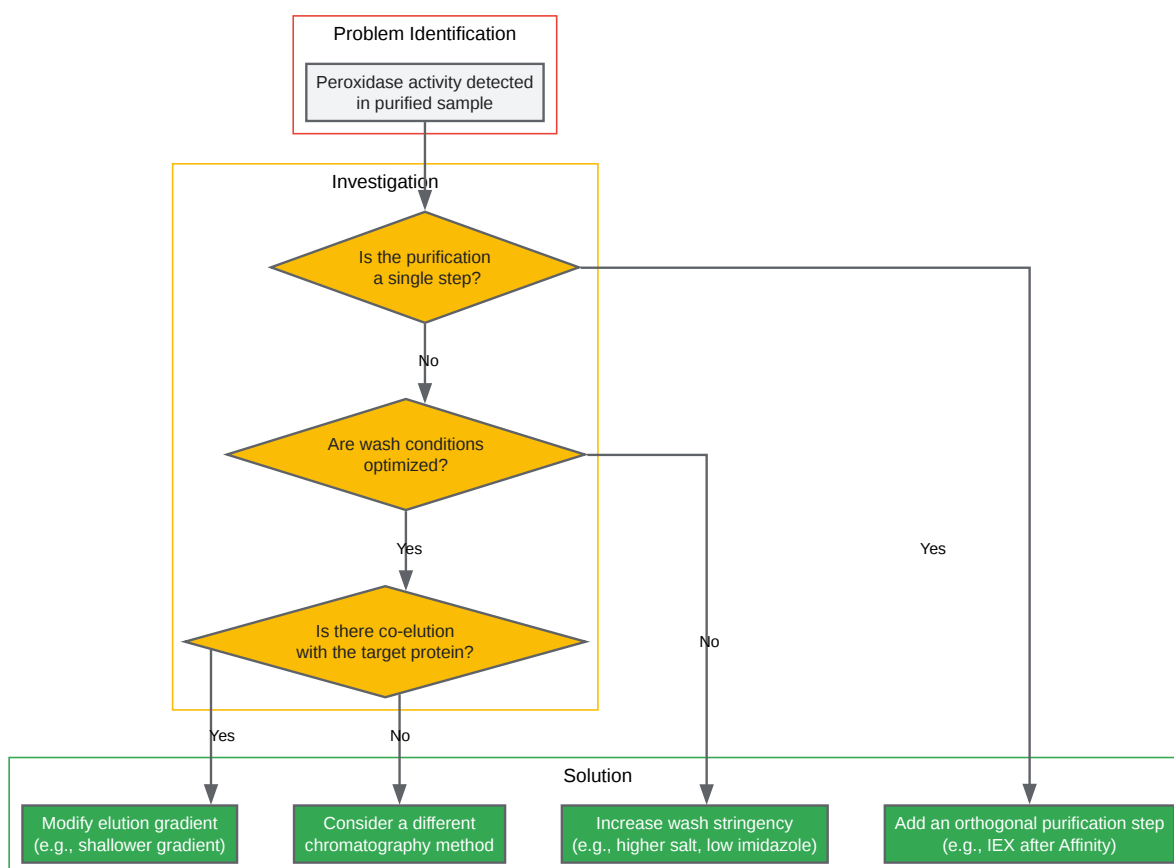 Problem Identification
Peroxidase activity detected
in purified sample
Investigation
Is the purification
a single step?
No
Are wash conditions
optimized?
Yes
Yes
Is there co-elution
with the target protein?
No
Yes
No
Solution
Modify elution gradient
(e.g., shallower gradient)
Consider a different
chromatography method
Increase wash stringency
(e.g., higher salt, low imidazole)
Add an orthogonal purification step
(e.g., IEX after Affinity)